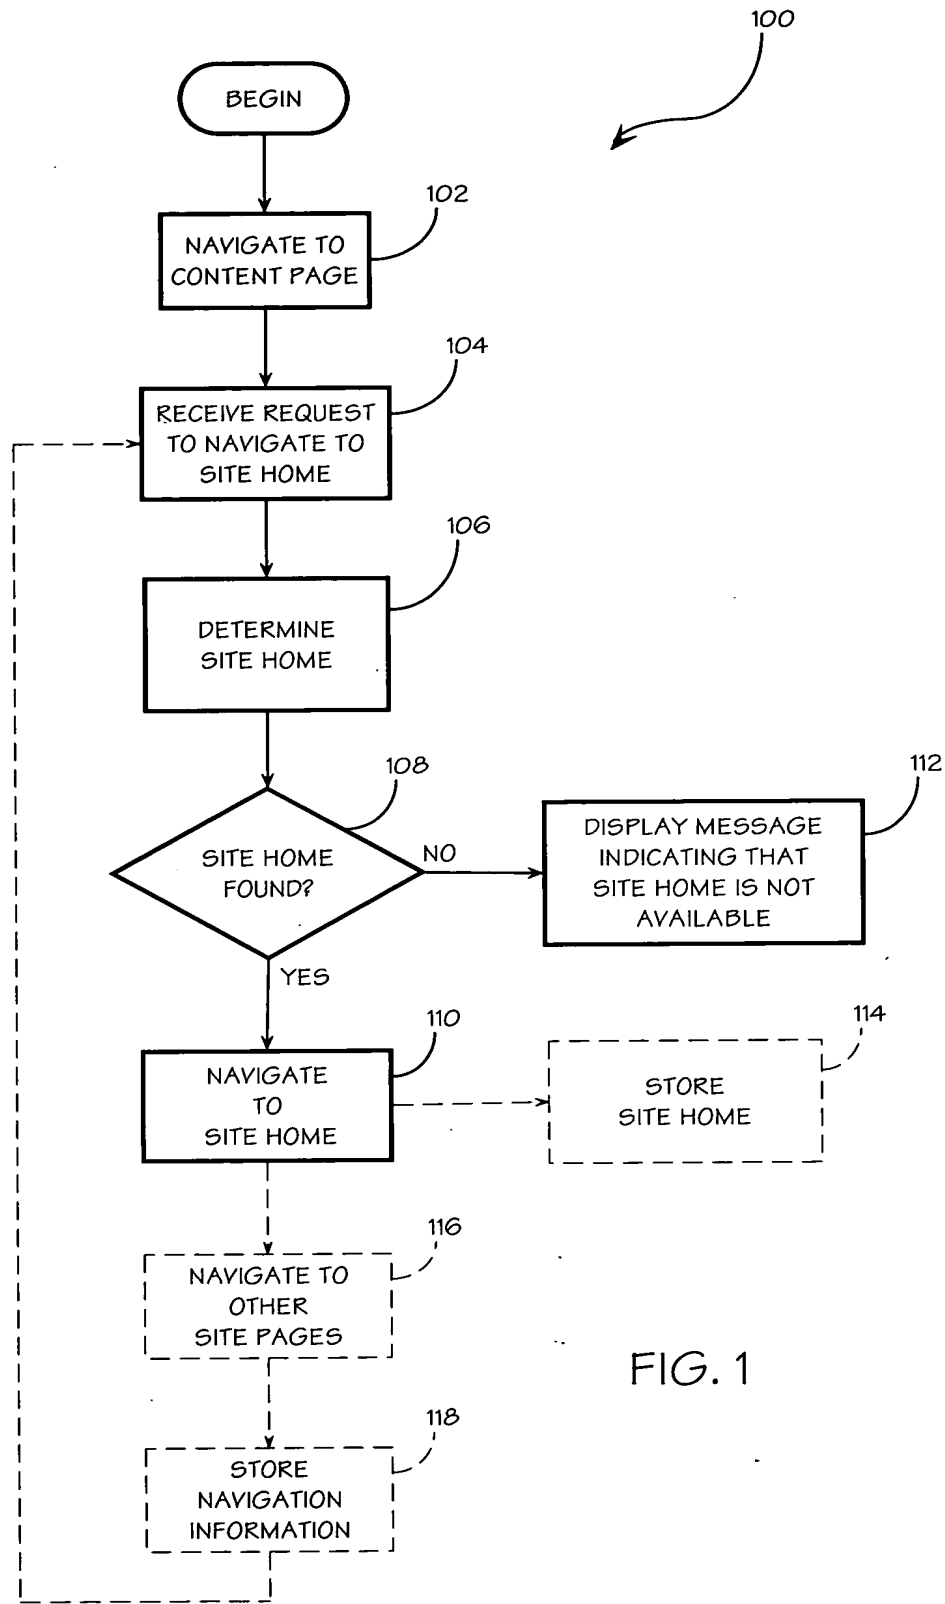 100
BEGIN
102
NAVIGATE TO
CONTENT PAGE
104
RECEIVE REQUEST
TO NAVIGATE TO
SITE HOME
106
DETERMINE
SITE HOME
108
SITE HOME
FOUND?
NO
112
DISPLAY MESSAGE
INDICATING THAT
SITE HOME IS NOT
AVAILABLE
YES
110
NAVIGATE
TO
SITE HOME
114
STORE
SITE HOME
116
NAVIGATE TO
OTHER
SITE PAGES
FIG. 1
118
STORE
NAVIGATION
INFORMATION